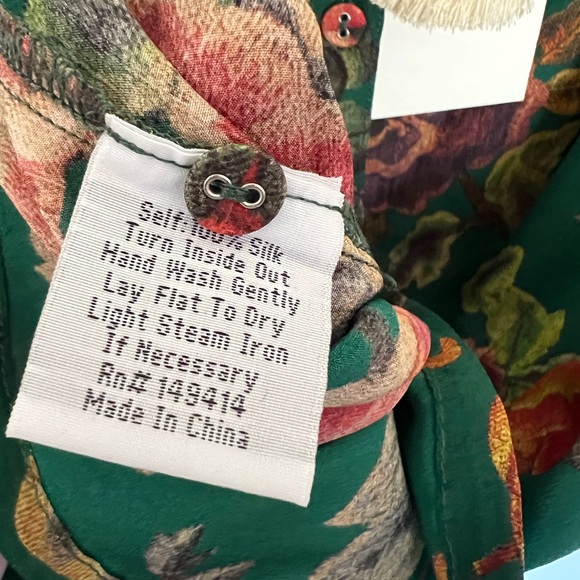 Self:100% Silk
Turn Inside Out
Hand Wash Gently
Lay Flat To Dry
Light Steam Iron
If Necessary
Rn# 149414
Made In China